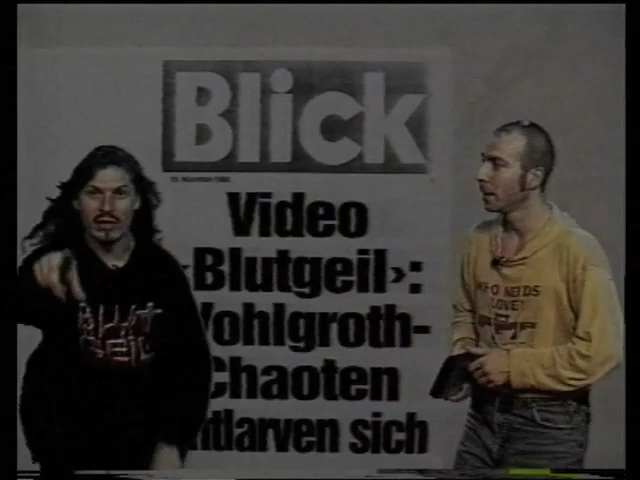 Blick
Video
‹Blutgeil›:
Wohlgroth-
Chaoten
entlarven sich
BLUT
GEIL
WHO NEEDS
LOVE